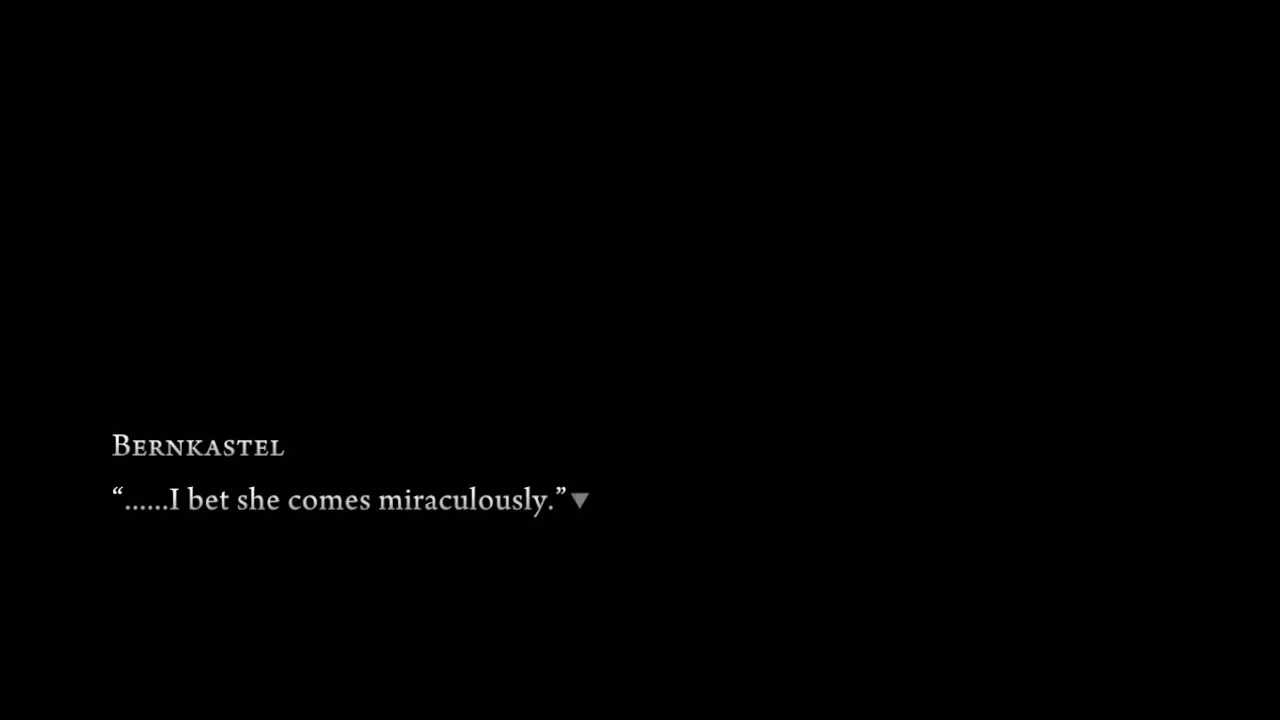 BERNKASTEL
“......I bet she comes miraculously.”▼